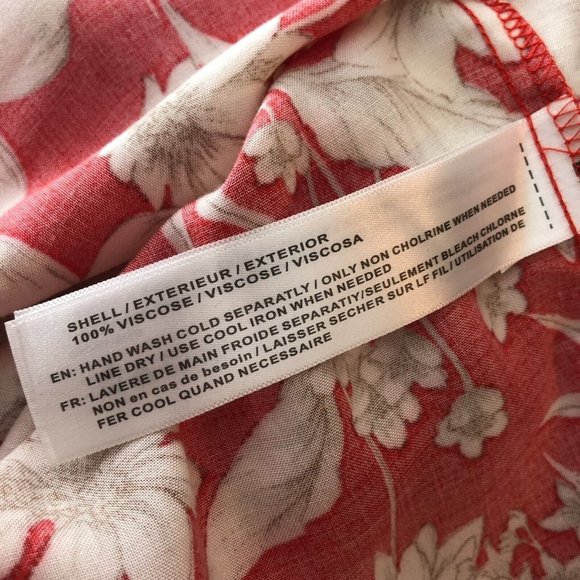 SHELL / EXTERIEUR / EXTERIOR
100% VISCOSE / VISCOSE / VISCOSA
EN: HAND WASH COLD SEPARATLY / ONLY NON CHOLRINE WHEN NEEDED
LINE DRY / USE COOL IRON WHEN NEEDED
FR: LAVERE DE MAIN FROIDE SEPARATIY/SEULEMENT BLEACH CHLORNE
NON en cas de besoin / LAISSER SECHER SUR LF FIL / UTILISATION DE
FER COOL QUAND NECESSAIRE